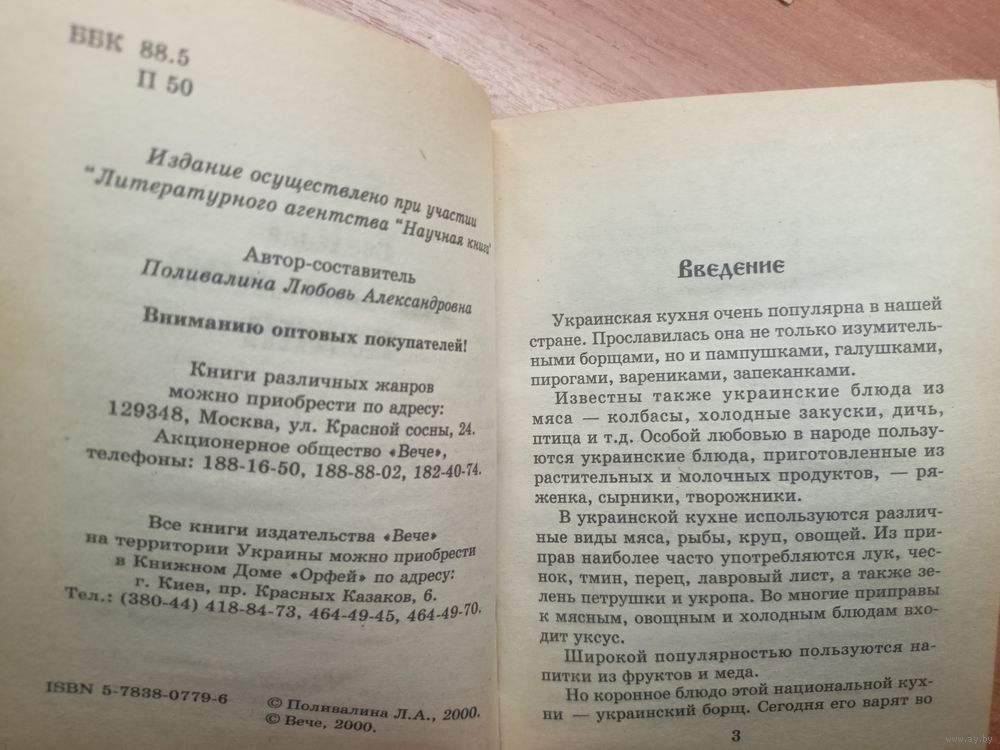 ББК 88.5
П 50
Издание осуществлено при участии
"Литературного агентства "Научная книга"
Автор-составитель
Поливалина Любовь Александровна
Вниманию оптовых покупателей!
Книги различных жанров
можно приобрести по адресу:
129348, Москва, ул. Красной сосны, 24.
Акционерное общество «Вече»,
телефоны: 188-16-50, 188-88-02, 182-40-74.
Все книги издательства «Вече»
на территории Украины можно приобрести
в Книжном Доме «Орфей» по адресу:
г. Киев, пр. Красных Казаков, 6.
Тел.: (380-44) 418-84-73, 464-49-45, 464-49-70.
ISBN 5-7838-0779-6
© Поливалина Л.А., 2000.
© Вече, 2000.
Введение
Украинская кухня очень популярна в нашей
стране. Прославилась она не только изумитель-
ными борщами, но и пампушками, галушками,
пирогами, варениками, запеканками.
Известны также украинские блюда из
мяса — колбасы, холодные закуски, дичь,
птица и т.д. Особой любовью в народе пользу-
ются украинские блюда, приготовленные из
растительных и молочных продуктов, — ря-
женка, сырники, творожники.
В украинской кухне используются различ-
ные виды мяса, рыбы, круп, овощей. Из при-
прав наиболее часто употребляются лук, чес-
нок, тмин, перец, лавровый лист, а также зе-
лень петрушки и укропа. Во многие приправы
к мясным, овощным и холодным блюдам вхо-
дит уксус.
Широкой популярностью пользуются на-
питки из фруктов и меда.
Но коронное блюдо этой национальной кух-
ни — украинский борщ. Сегодня его варят во
3
www.ay.by